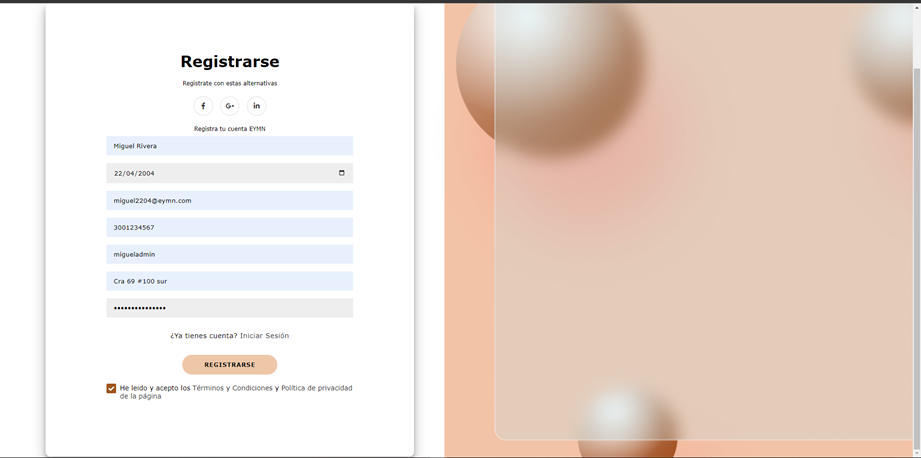 Registrarse
Registrate con estas alternativas
f G+ in
Registra tu cuenta EYMN
Miguel Rivera
22/04/2004
miguel2204@eymn.com
3001234567
migueladmin
Cra 69 #100 sur
•••••••••••••••
¿Ya tienes cuenta? Iniciar Sesión
REGISTRARSE
He leido y acepto los Términos y Condiciones y Política de privacidad
de la página